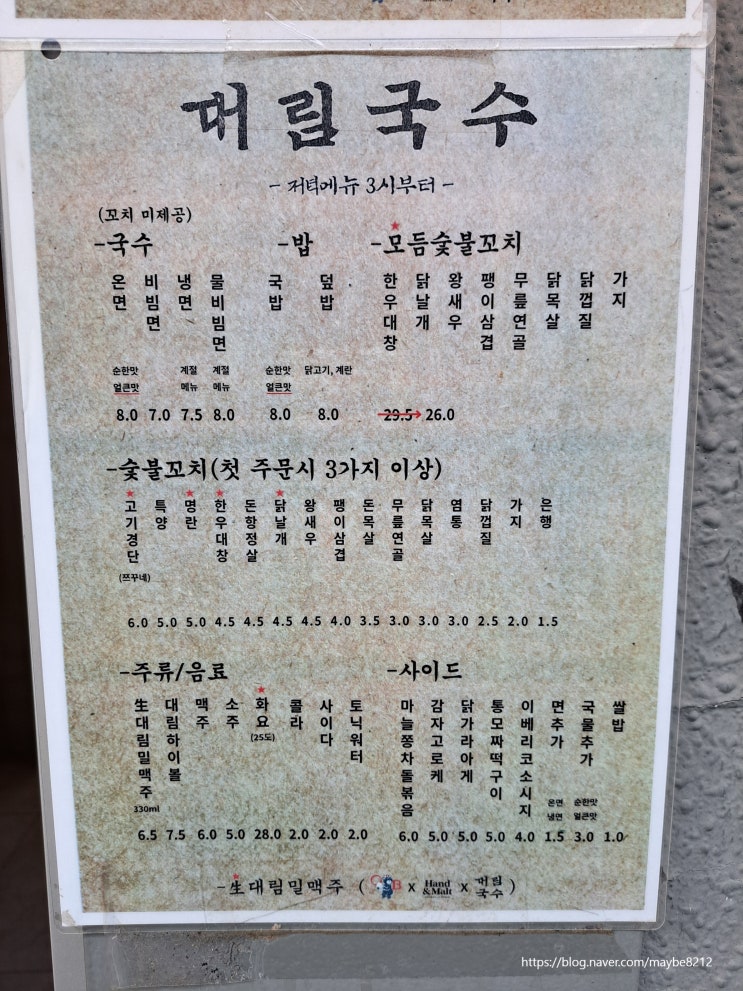 대림국수
- 저녁메뉴 3시부터 -
(꼬치 미제공)
-국수
온면 비빔면 냉면 물비빔면
순한맛 얼큰맛 계절메뉴 계절메뉴
8.0 7.0 7.5 8.0
-밥
국밥 덮밥
순한맛 얼큰맛 닭고기, 계란
8.0 8.0
-모듬숯불꼬치
한우대창 닭날개 왕새우 팽이삼겹 무릎연골 닭목살 닭껍질 가지
29.5 26.0
-숯불꼬치(첫 주문시 3가지 이상)
고기경단 특양 명란 한우대창 돈항정살 닭날개 왕새우 팽이삼겹 돈목살 무릎연골 닭목살 염통 닭껍질 가지 은행
(쯔꾸네)
6.0 5.0 5.0 4.5 4.5 4.5 4.5 4.0 3.5 3.0 3.0 3.0 2.5 2.0 1.5
-주류/음료
生대림밀맥주 대림하이볼 맥주 소주 화요 콜라 사이다 토닉워터
330ml (25도)
6.5 7.5 6.0 5.0 28.0 2.0 2.0 2.0
-사이드
마늘쫑차돌볶음 감자고로케 닭가라아게 통모짜떡구이 이베리코소시지 면추가 국물추가 쌀밥
온면 냉면 순한맛 얼큰맛
6.0 5.0 5.0 5.0 4.0 1.5 3.0 1.0
-生대림밀맥주 ( x Hand &Malt x 대림국수 )
https://blog.naver.com/maybe8212